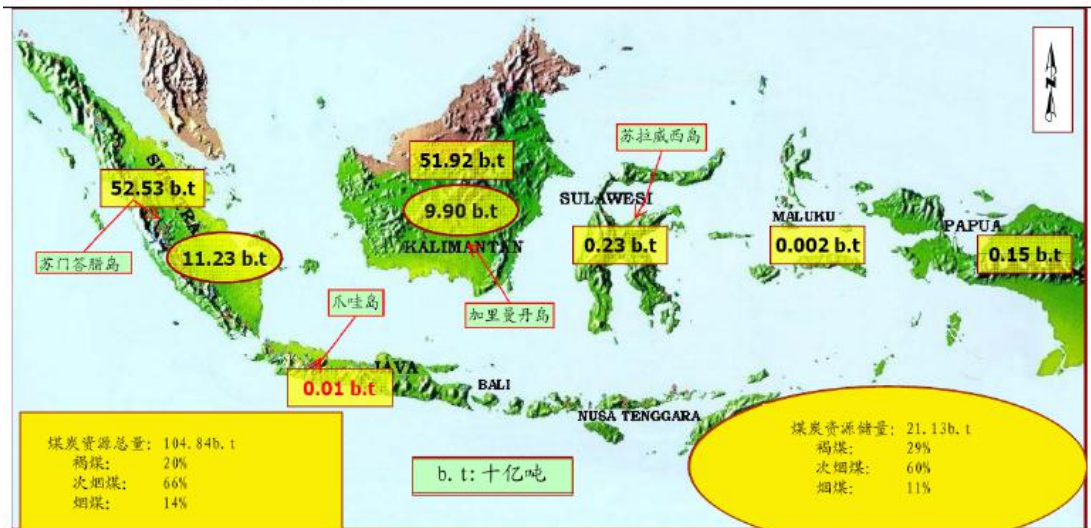 N
苏拉威西岛
51.92 b.t
52.53 b.t
SUMATRA
9.90 b.t
SULAWESI
MALUKU
PAPUA
KALIMANTAN
0.23 b.t
0.002 b.t
0.15 b.t
苏门答腊岛
11.23 b.t
爪哇岛
加里曼丹岛
JAVA
0.01 b.t
BALI
NUSA TENGGARA
煤炭资源总量: 104.84b.t
褐煤: 20%
次烟煤: 66%
烟煤: 14%
b.t:十亿吨
煤炭资源储量: 21.13b.t
褐煤: 29%
次烟煤: 60%
烟煤: 11%